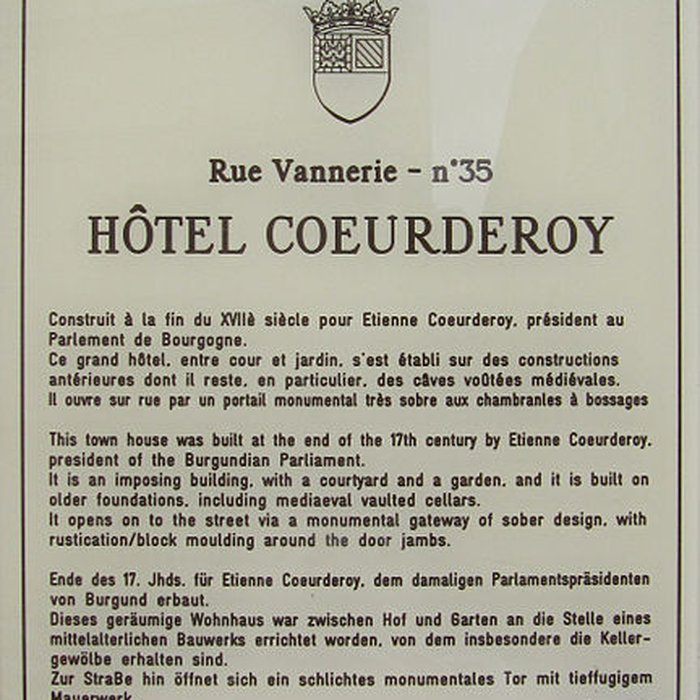 Rue Vannerie - n°35
HÔTEL COEURDEROY
Construit à la fin du XVIIè siècle pour Etienne Coeurderoy, président au
Parlement de Bourgogne.
Ce grand hôtel, entre cour et jardin, s'est établi sur des constructions
antérieures dont il reste, en particulier, des câves voûtées médiévales.
Il ouvre sur rue par un portail monumental très sobre aux chambranles à bossages
This town house was built at the end of the 17th century by Etienne Coeurderoy,
president of the Burgundian Parliament.
It is an imposing building, with a courtyard and a garden, and it is built on
older foundations, including mediaeval vaulted cellars.
It opens on to the street via a monumental gateway of sober design, with
rustication/block moulding around the door jambs.
Ende des 17. Jhds. für Etienne Coeurderoy, dem damaligen Parlamentspräsidenten
von Burgund erbaut.
Dieses geräumige Wohnhaus war zwischen Hof und Garten an die Stelle eines
mittelalterlichen Bauwerks errichtet worden, von dem insbesondere die Keller-
gewölbe erhalten sind.
Zur Straße hin öffnet sich ein schlichtes monumentales Tor mit tieffugigem
Mauerwerk